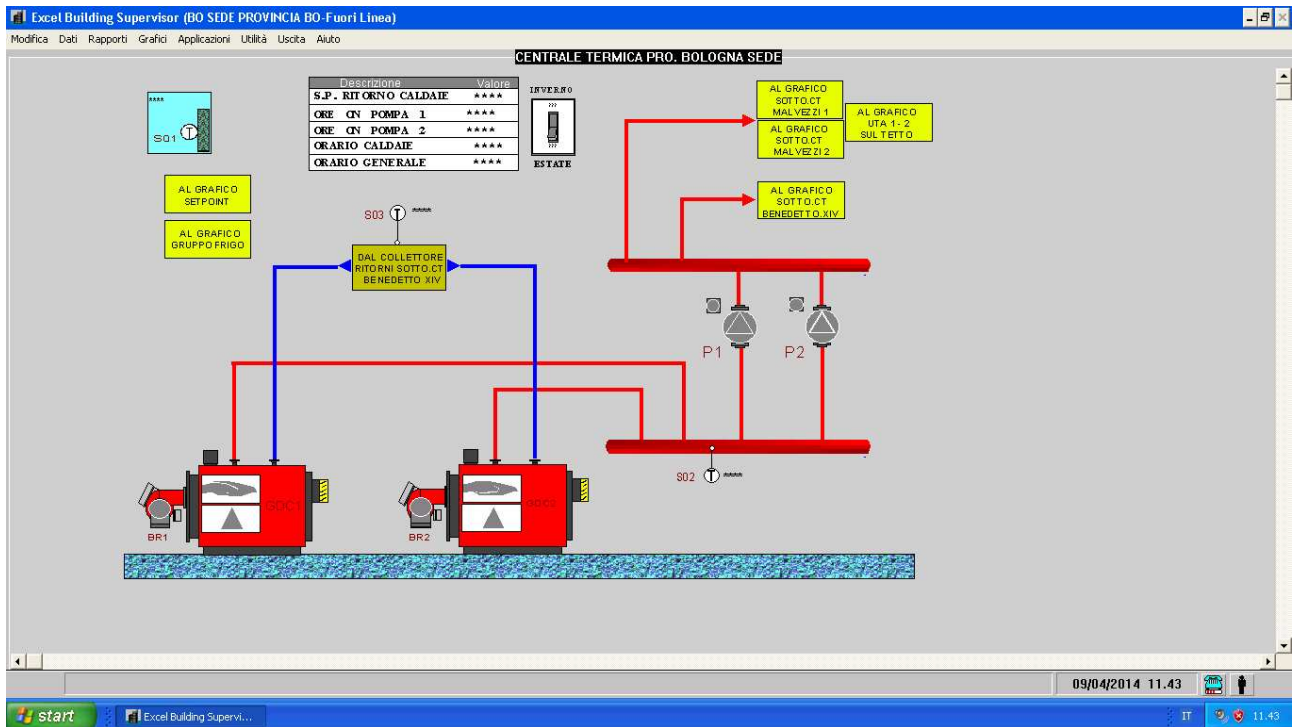 Excel Building Supervisor (BO SEDE PROVINCIA BO-Fuori Linea)
Modifica Dati Rapporti Grafici Applicazioni Utilità Uscita Aiuto
CENTRALE TERMICA PRO. BOLOGNA SEDE
****
S01 T
Descrizione Valore
S.P. RITORNO CALDAIE ****
ORE ON POMPA 1 ****
ORE ON POMPA 2 ****
ORARIO CALDAIE ****
ORARIO GENERALE ****
INVERNO
???
???
ESTATE
AL GRAFICO
SOTTO.CT
MALVEZZI 1
AL GRAFICO
SOTTO.CT
MALVEZZI 2
AL GRAFICO
UTA 1 - 2
SUL TETTO
AL GRAFICO
SETPOINT
AL GRAFICO
GRUPPO FRIGO
AL GRAFICO
SOTTO.CT
BENEDETTO.XIV
S03 T ****
DAL COLLETTORE
RITORNI SOTTO.CT
BENEDETTO XIV
P1
P2
S02 T ****
GOC1
GOC2
BR1
BR2
09/04/2014 11.43
start
Excel Building Supervi...
IT
11.43